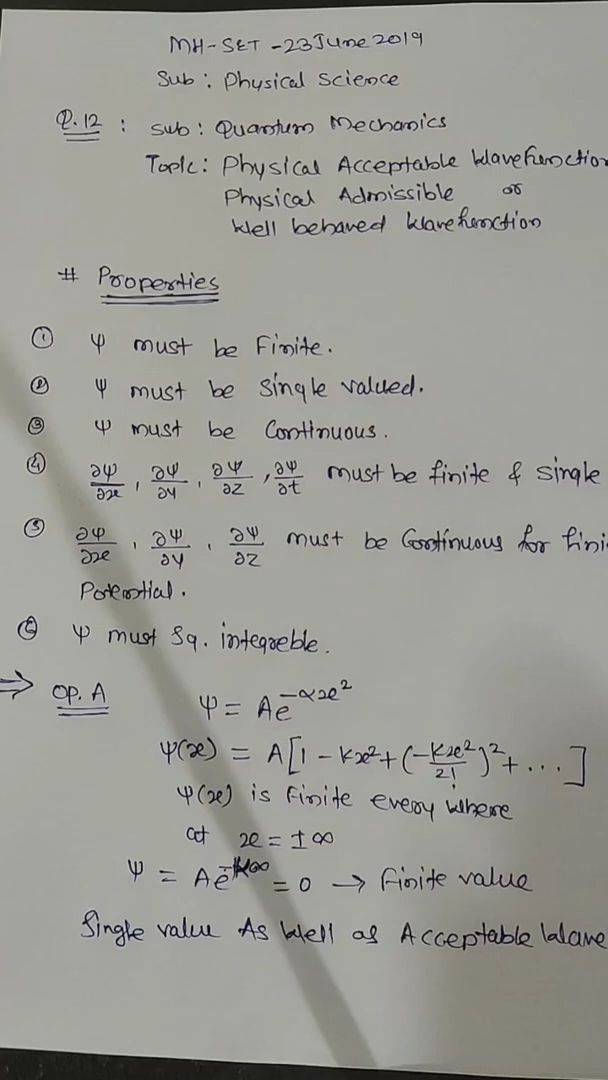 MH-SET -23 June 2019
Sub : Physical Science
Q.12 : Sub : Quantum Mechanics
Topic : Physical Acceptable Wavefunction
Physical Admissible or
Well behaved Wavefunction
# Properties
① ψ must be Finite.
② ψ must be Single valued.
③ ψ must be Continuous.
④ ∂ψ/∂x , ∂ψ/∂y , ∂ψ/∂z , ∂ψ/∂t must be finite & Single
⑤ ∂ψ/∂x , ∂ψ/∂y , ∂ψ/∂z must be Continuous for fini
Potential.
⑥ ψ must Sq. integreble.
⇒ OP. A ψ = Ae^{-αx²}
ψ(x) = A[1 - Kx² + (-Kx²/2!)² + ...]
ψ(x) is Finite every where
at x = ±∞
ψ = Ae^{-∞} = 0 → Finite value
Single value As Well as Acceptable Wave